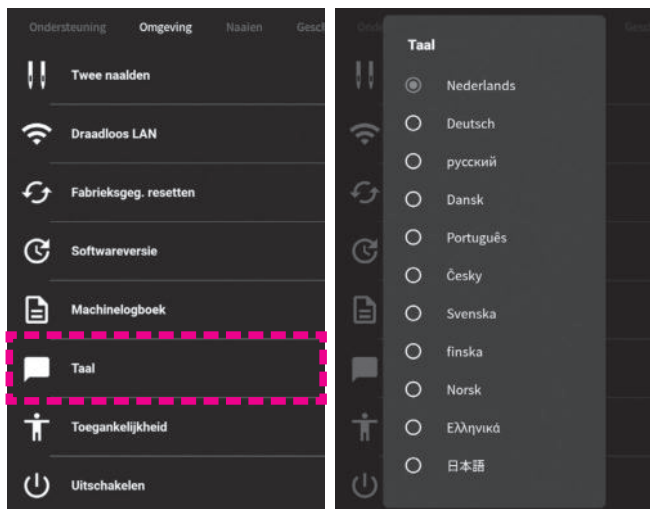 Ondersteuning Omgeving Naaien Gesch
Twee naalden
Draadloos LAN
Fabrieksgeg. resetten
Softwareversie
Machinelogboek
Taal
Toegankelijkheid
Uitschakelen
Taal
Nederlands
Deutsch
русский
Dansk
Português
Česky
Svenska
finska
Norsk
Ελληνικά
日本語